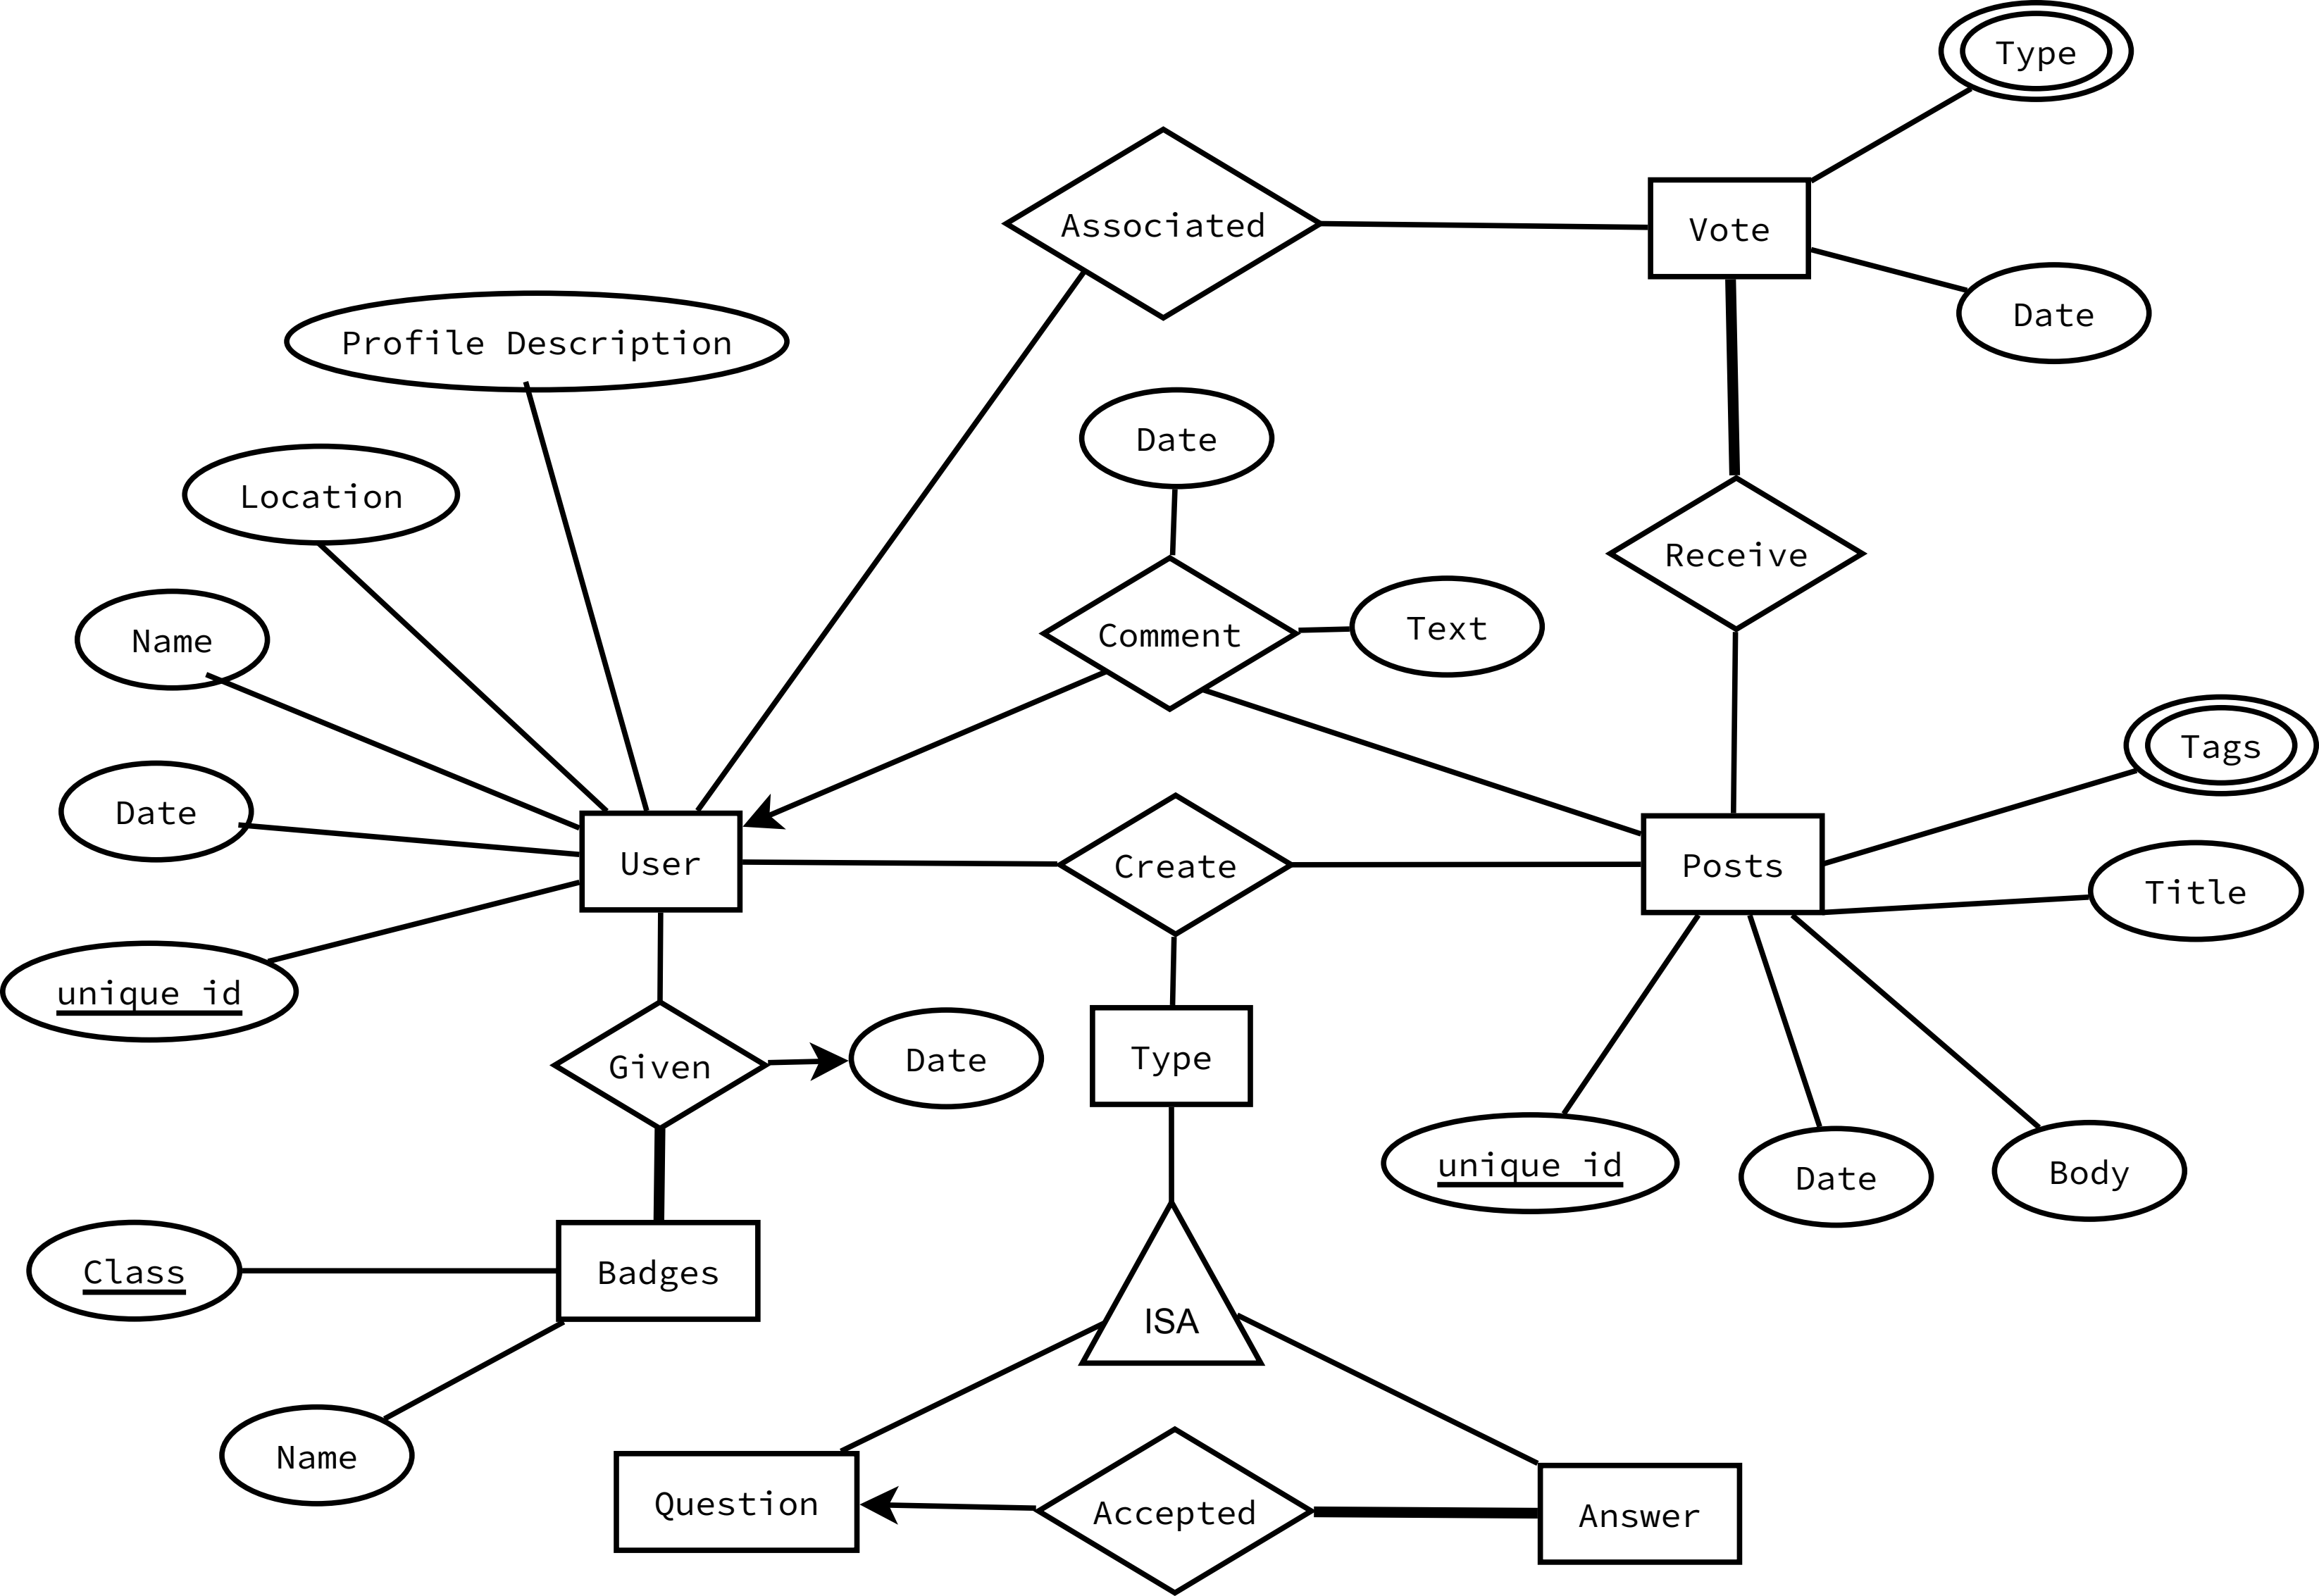 Type
Associated
Vote
Date
Profile Description
Date
Location
Receive
Text
Comment
Name
Tags
Date
User
Create
Posts
Title
unique id
Given
Date
Type
unique id
Date
Body
Class
Badges
ISA
Name
Question
Accepted
Answer